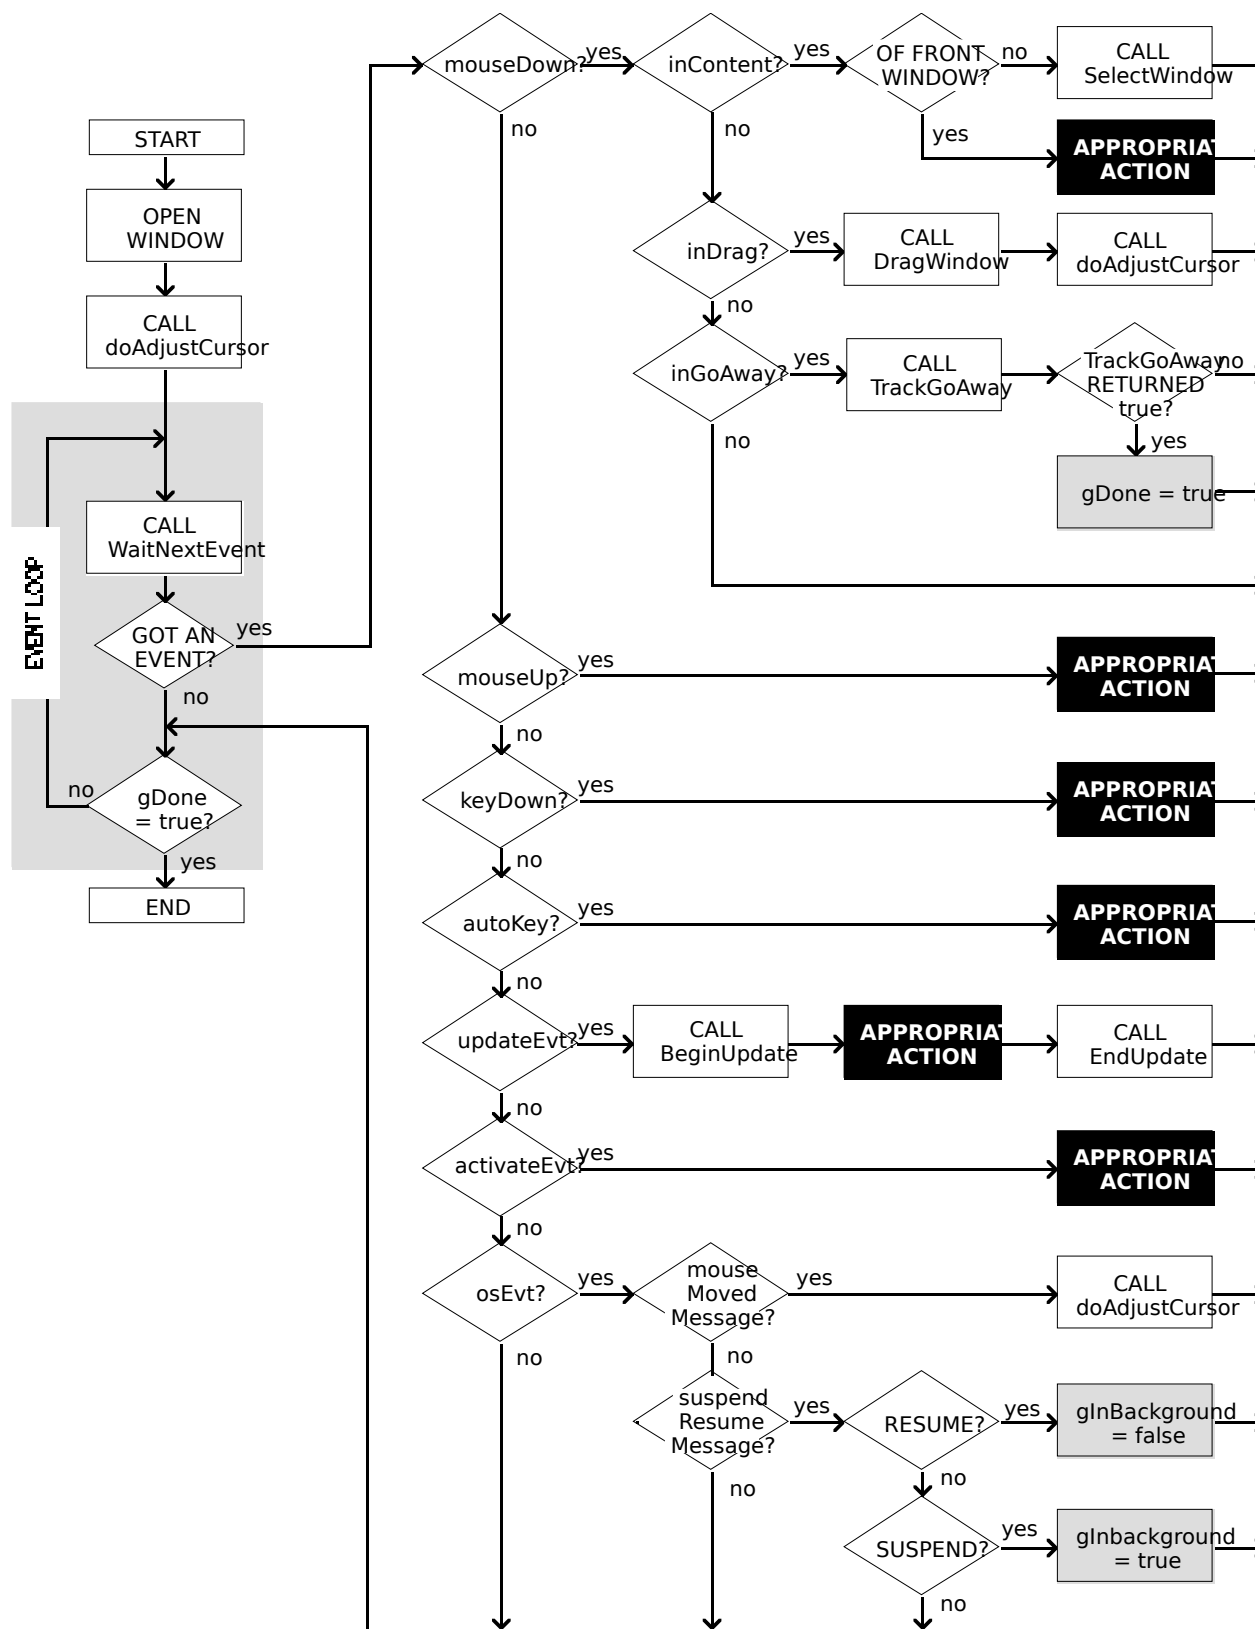 START
OPEN
WINDOW
CALL
doAdjustCursor
EVENT LOOP
CALL
WaitNextEvent
GOT AN
EVENT?
yes
no
gDone
= true?
no
yes
END
mouseDown?
yes
no
inContent?
yes
no
OF FRONT
WINDOW?
no
yes
CALL
SelectWindow
APPROPRIAT
ACTION
inDrag?
yes
no
CALL
DragWindow
CALL
doAdjustCursor
inGoAway?
yes
no
CALL
TrackGoAway
TrackGoAway
RETURNED
true?
no
yes
gDone = true
mouseUp?
yes
no
APPROPRIAT
ACTION
keyDown?
yes
no
APPROPRIAT
ACTION
autoKey?
yes
no
APPROPRIAT
ACTION
updateEvt?
yes
no
CALL
BeginUpdate
APPROPRIAT
ACTION
CALL
EndUpdate
activateEvt?
yes
no
APPROPRIAT
ACTION
osEvt?
yes
no
mouse
Moved
Message?
yes
no
CALL
doAdjustCursor
suspend
Resume
Message?
yes
no
RESUME?
yes
no
gInBackground
= false
SUSPEND?
yes
no
gInbackground
= true